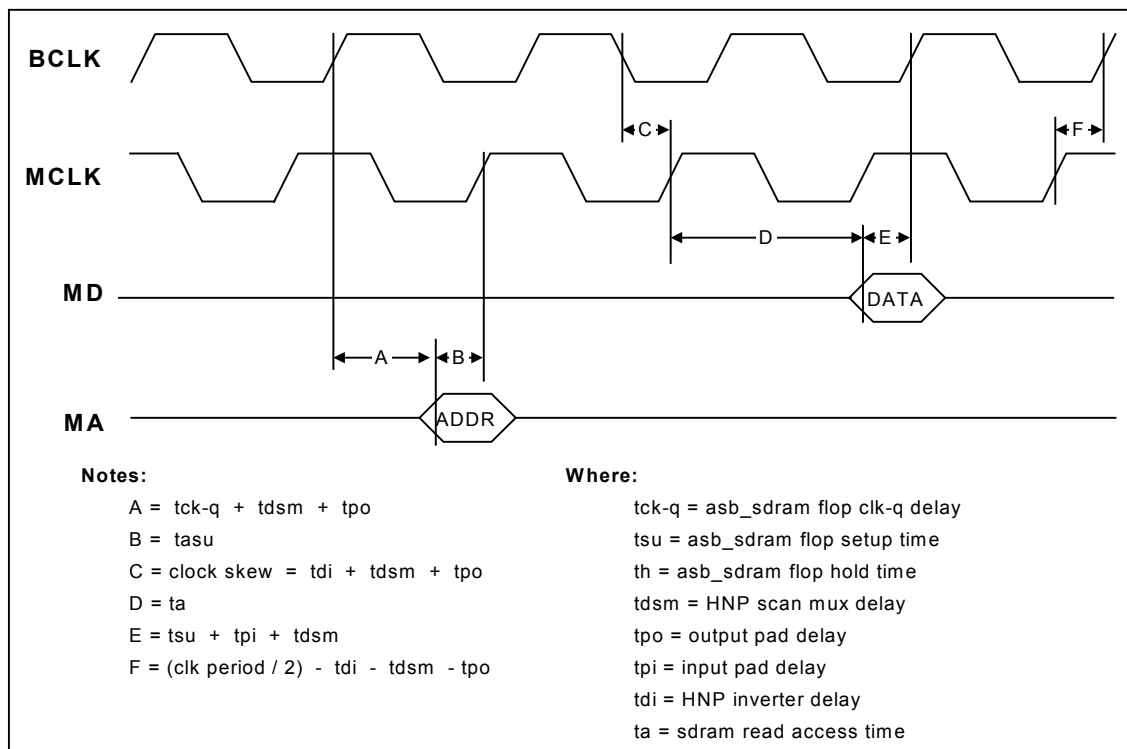 BCLK
C
F
MCLK
D
E
MD
DATA
A
B
MA
ADDR
Notes:
A = tck-q + tdsm + tpo
B = tasu
C = clock skew = tdi + tdsm + tpo
D = ta
E = tsu + tpi + tdsm
F = (clk period / 2) - tdi - tdsm - tpo
Where:
tck-q = asb_sdram flop clk-q delay
tsu = asb_sdram flop setup time
th = asb_sdram flop hold time
tdsm = HNP scan mux delay
tpo = output pad delay
tpi = input pad delay
tdi = HNP inverter delay
ta = sdram read access time